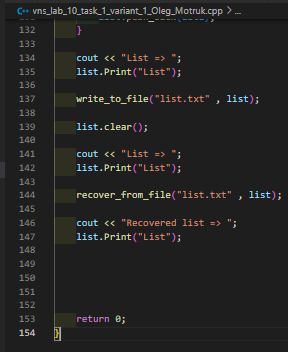 vns_lab_10_task_1_variant_1_Oleg_Motruk.cpp > ...
132 }
133
134 cout << "List => ";
135 list.Print("List");
136
137 write_to_file("list.txt" , list);
138
139 list.clear();
140
141 cout << "List => ";
142 list.Print("List");
143
144 recover_from_file("list.txt" , list);
145
146 cout << "Recovered list => ";
147 list.Print("List");
148
149
150
151
152
153 return 0;
154 }